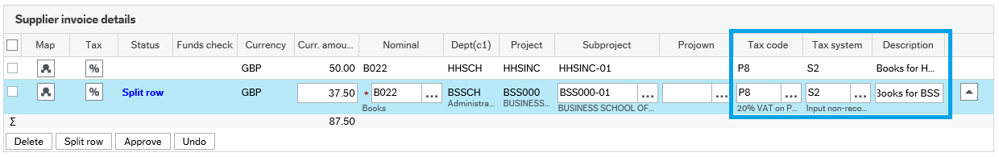 Supplier invoice details
Map Tax Status Funds check Currency Curr. amou... Nominal Dept(c1) Project Subproject Projown Tax code Tax system Description
% GBP 50.00 B022 HHSCH HHSINC HHSINC-01 P8 S2 Books for H...
% Split row GBP 37.50 * B022 ... BSSCH BSS000 BSS000-01 ... ... P8 ... S2 ... Books for BSS
Books Administra... BUSINESS... BUSINESS SCHOOL OF... 20% VAT on P... Input non-reco...
Σ 87.50
Delete Split row Approve Undo